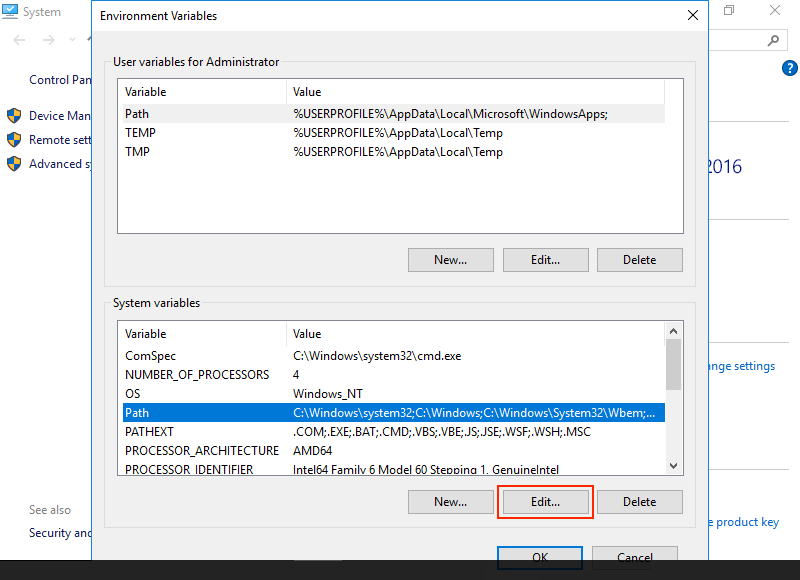 System
Environment Variables
Control Pan
Device Man
Remote sett
Advanced sy
See also
Security and
User variables for Administrator
Variable Value
Path %USERPROFILE%\AppData\Local\Microsoft\WindowsApps;
TEMP %USERPROFILE%\AppData\Local\Temp
TMP %USERPROFILE%\AppData\Local\Temp
New... Edit... Delete
System variables
Variable Value
ComSpec C:\Windows\system32\cmd.exe
NUMBER_OF_PROCESSORS 4
OS Windows_NT
Path C:\Windows\system32;C:\Windows;C:\Windows\System32\Wbem;...
PATHEXT .COM;.EXE;.BAT;.CMD;.VBS;.VBE;.JS;.JSE;.WSF;.WSH;.MSC
PROCESSOR_ARCHITECTURE AMD64
PROCESSOR_IDENTIFIER Intel64 Family 6 Model 60 Stepping 1, GenuineIntel
New... Edit... Delete
OK Cancel
?
2016
nge settings
e product key